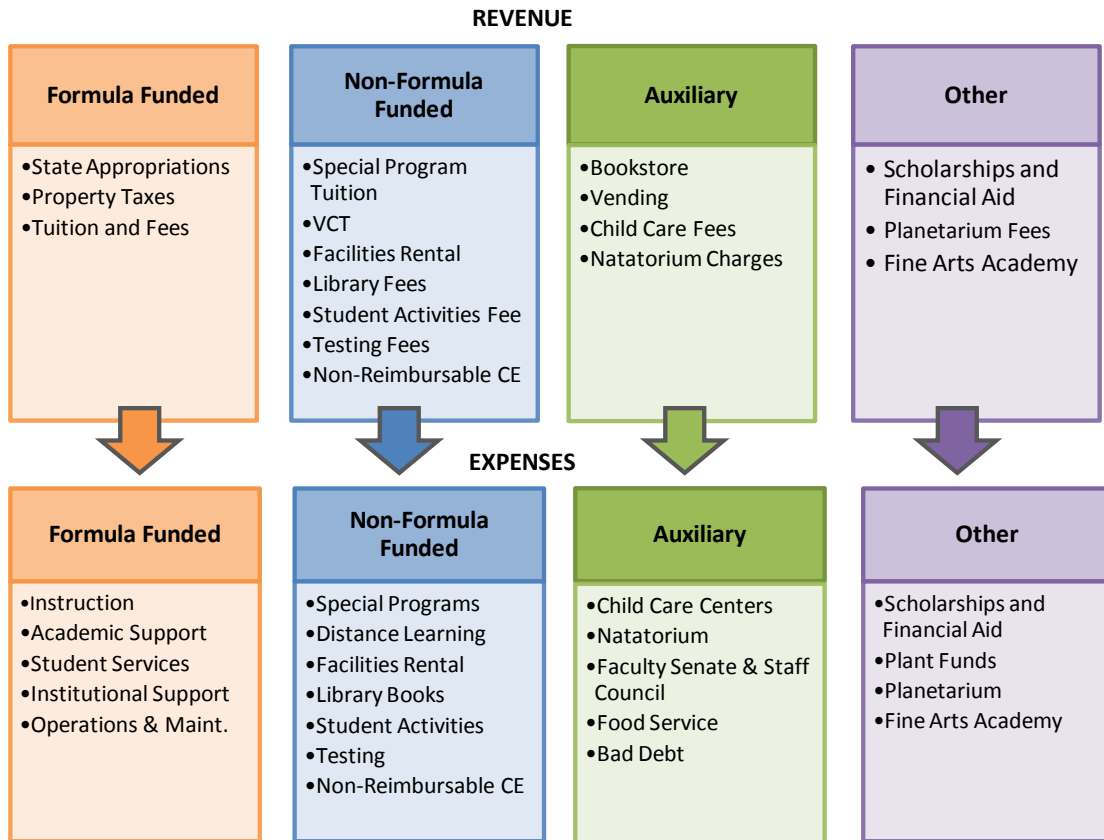 REVENUE
Formula Funded
•State Appropriations
•Property Taxes
•Tuition and Fees
Non-Formula
Funded
•Special Program
Tuition
•VCT
•Facilities Rental
•Library Fees
•Student Activities Fee
•Testing Fees
•Non-Reimbursable CE
Auxiliary
•Bookstore
•Vending
•Child Care Fees
•Natatorium Charges
Other
• Scholarships and
Financial Aid
• Planetarium Fees
• Fine Arts Academy
EXPENSES
Formula Funded
•Instruction
•Academic Support
•Student Services
•Institutional Support
•Operations & Maint.
Non-Formula
Funded
•Special Programs
•Distance Learning
•Facilities Rental
•Library Books
•Student Activities
•Testing
•Non-Reimbursable CE
Auxiliary
•Child Care Centers
•Natatorium
•Faculty Senate & Staff
Council
•Food Service
•Bad Debt
Other
•Scholarships and
Financial Aid
•Plant Funds
•Planetarium
•Fine Arts Academy